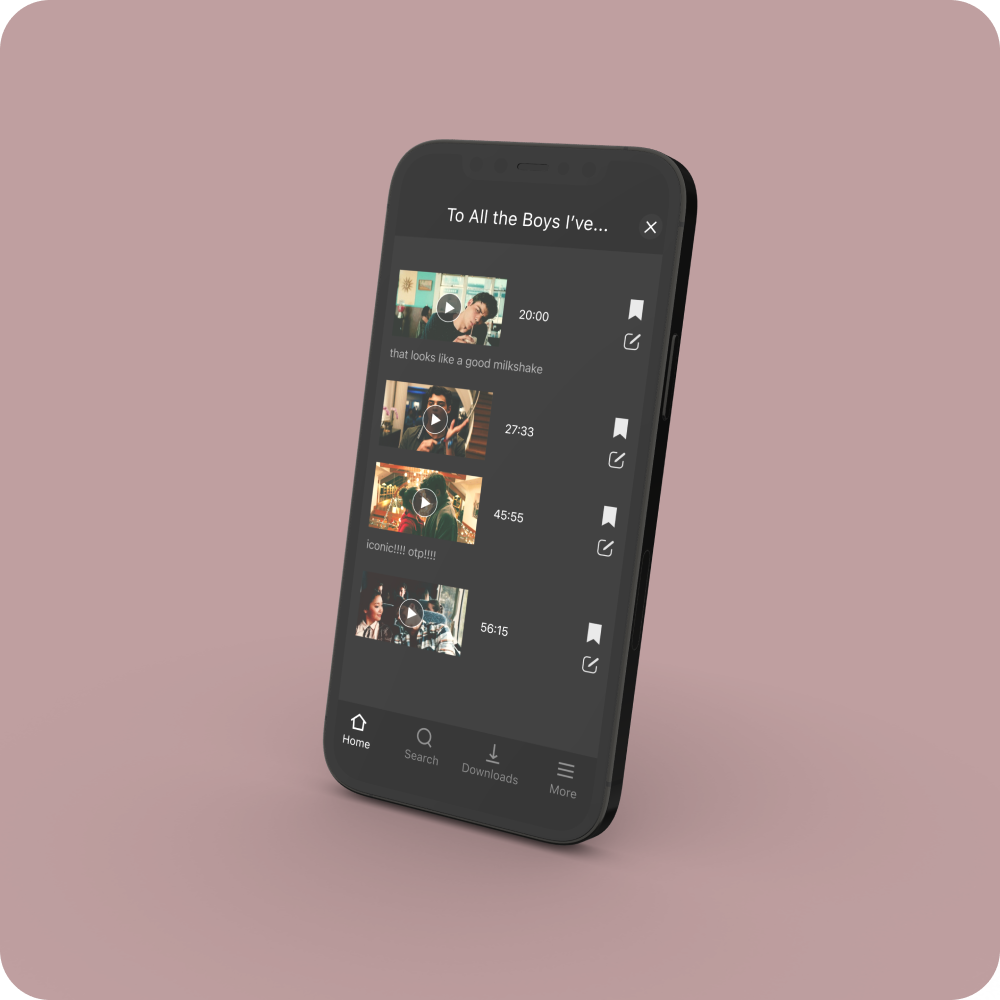 To All the Boys I've...
20:00
that looks like a good milkshake
27:33
45:55
iconic!!!! otp!!!!
56:15
Home
Search
Downloads
More